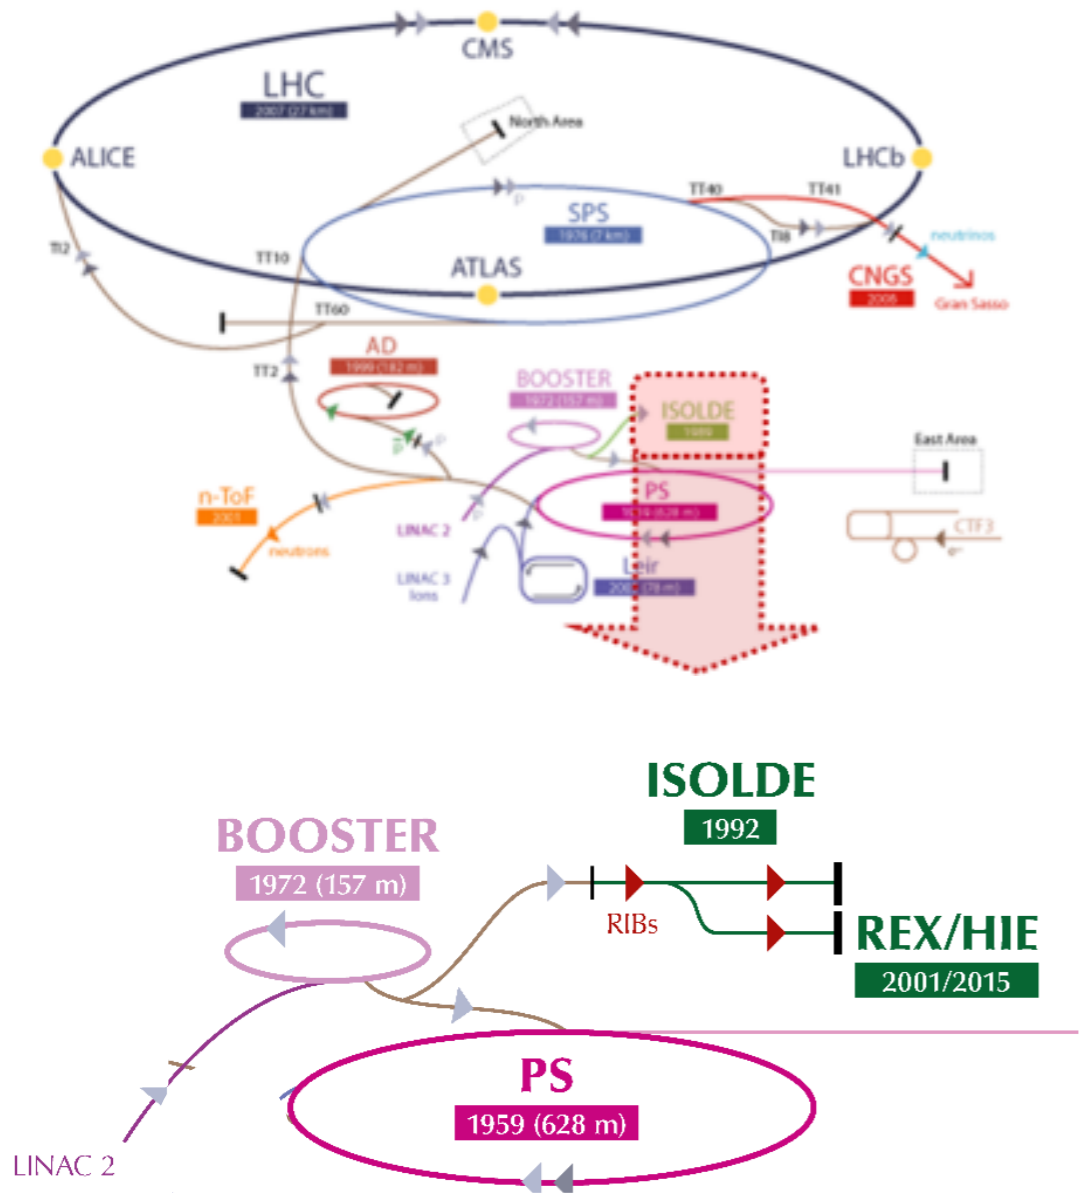 CMS
LHC
2007 (27 km)
North Area
ALICE
LHCb
TT40
TT41
SPS
1976 (7 km)
TI8
neutrinos
TI2
TT10
ATLAS
CNGS
2006
Gran Sasso
TT60
AD
1999 (182 m)
TT2
BOOSTER
1972 (157 m)
ISOLDE
1989
p
p
p
East Area
n-ToF
2001
PS
LINAC 2
neutrons
CTF3
e-
LINAC 3
Ions
Leir
ISOLDE
1992
BOOSTER
1972 (157 m)
RIBs
REX/HIE
2001/2015
PS
1959 (628 m)
LINAC 2